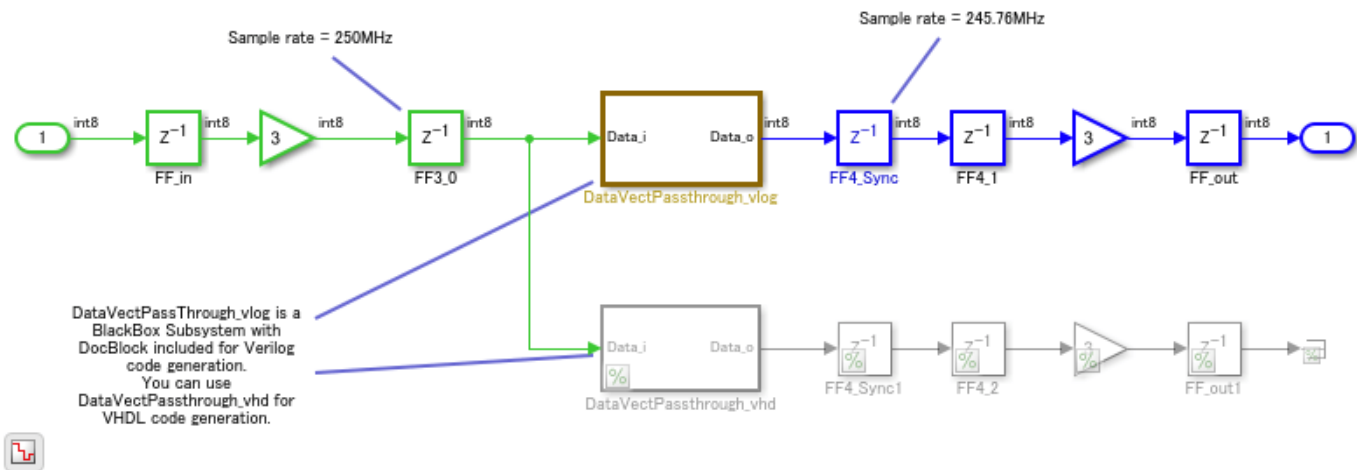 Sample rate = 250MHz
Sample rate = 245.76MHz
1
int8
Z⁻¹
FF_in
int8
3
int8
Z⁻¹
FF3_0
int8
Data_i
Data_o
DataVectPassthrough_vlog
int8
Z⁻¹
FF4_Sync
int8
Z⁻¹
FF4_1
int8
3
int8
Z⁻¹
FF_out
int8
1
DataVectPassThrough_vlog is a
BlackBox Subsystem with
DocBlock included for Verilog
code generation.
You can use
DataVectPassthrough_vhd for
VHDL code generation.
Data_i
Data_o
%
DataVectPassthrough_vhd
Z⁻¹
%
FF4_Sync1
Z⁻¹
%
FF4_2
3
%
Z⁻¹
%
FF_out1
%